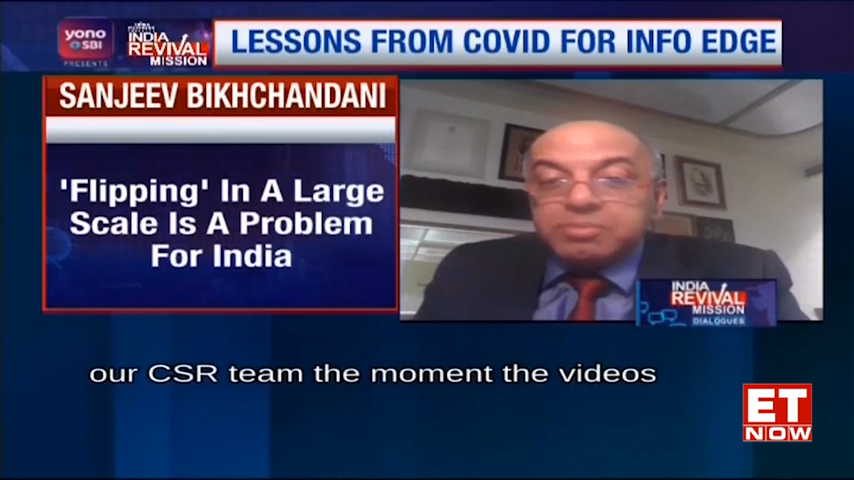 yono
SBI
PRESENTS
INDIA
REVIVAL
MISSION
LESSONS FROM COVID FOR INFO EDGE
SANJEEV BIKHCHANDANI
'Flipping' In A Large
Scale Is A Problem
For India
INDIA
REVIVAL
MISSION
DIALOGUES
our CSR team the moment the videos
ET
NOW